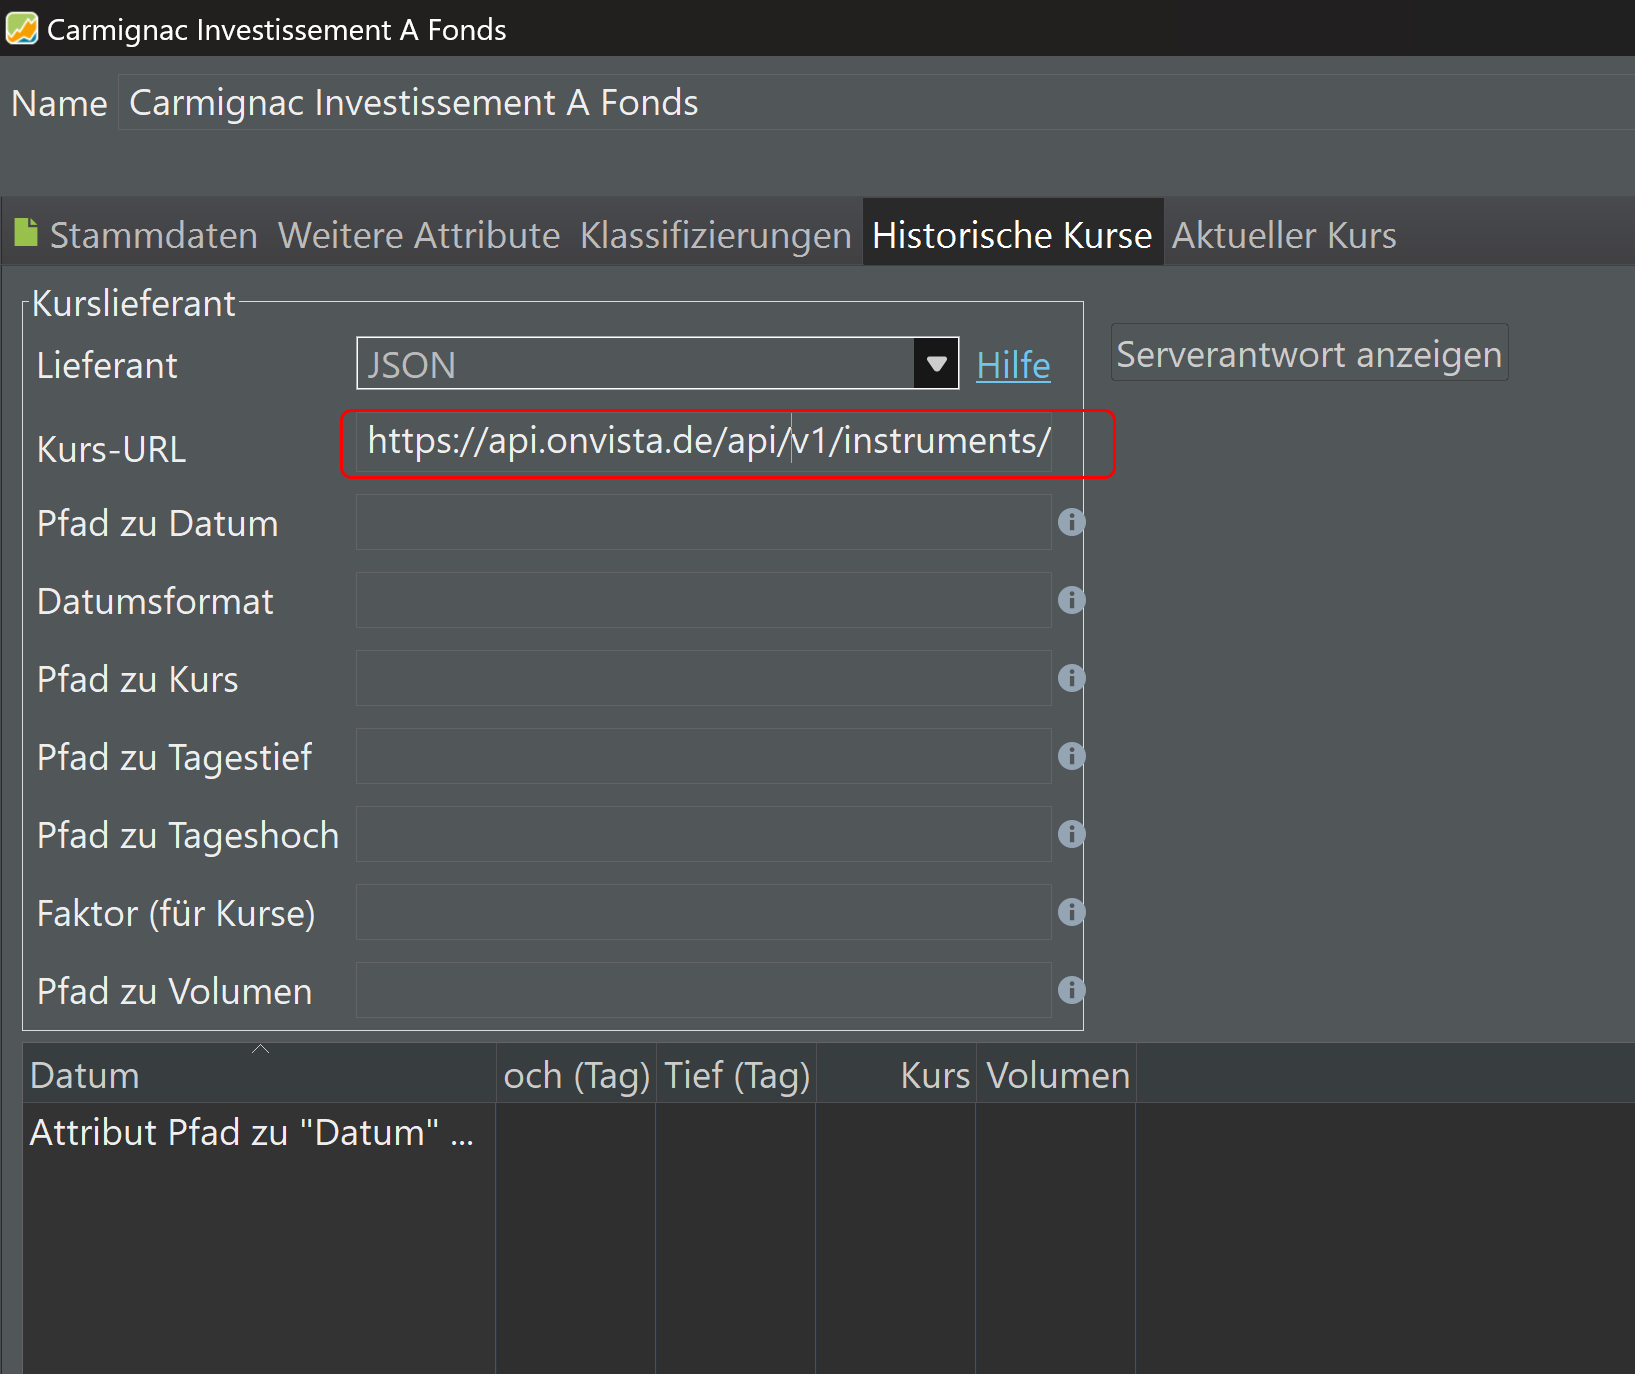 Carmignac Investissement A Fonds
Name Carmignac Investissement A Fonds
Stammdaten Weitere Attribute Klassifizierungen Historische Kurse Aktueller Kurs
Kurslieferant
Lieferant JSON Hilfe Serverantwort anzeigen
Kurs-URL https://api.onvista.de/api/v1/instruments/
Pfad zu Datum
Datumsformat
Pfad zu Kurs
Pfad zu Tagestief
Pfad zu Tageshoch
Faktor (für Kurse)
Pfad zu Volumen
Datum och (Tag) Tief (Tag) Kurs Volumen
Attribut Pfad zu "Datum" ...